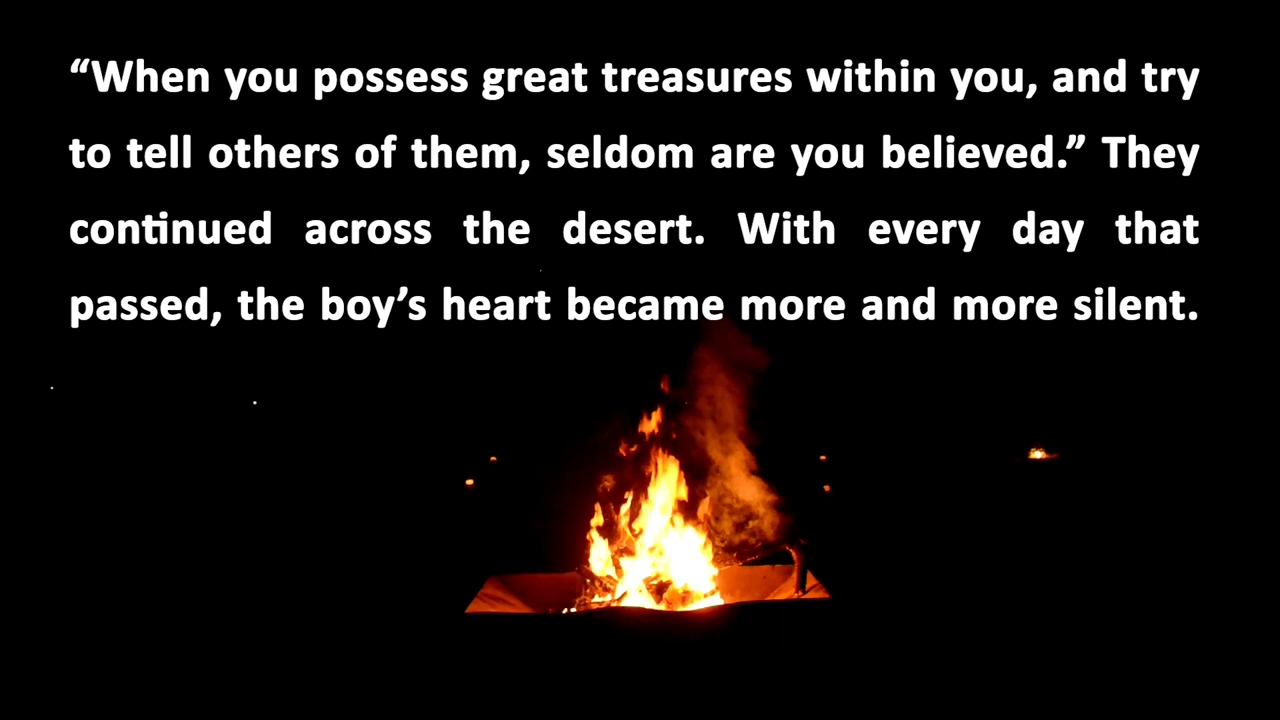 “When you possess great treasures within you, and try
to tell others of them, seldom are you believed.” They
continued across the desert. With every day that
passed, the boy’s heart became more and more silent.